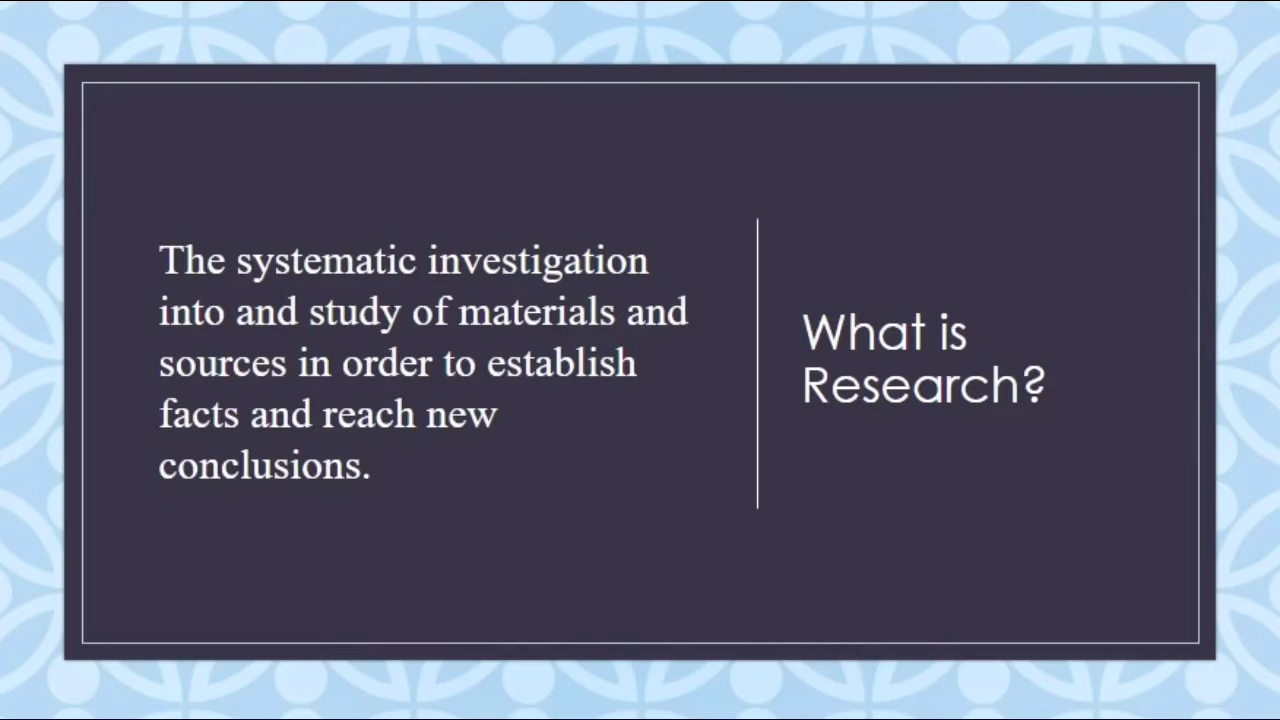 The systematic investigation
into and study of materials and
sources in order to establish
facts and reach new
conclusions.
What is
Research?